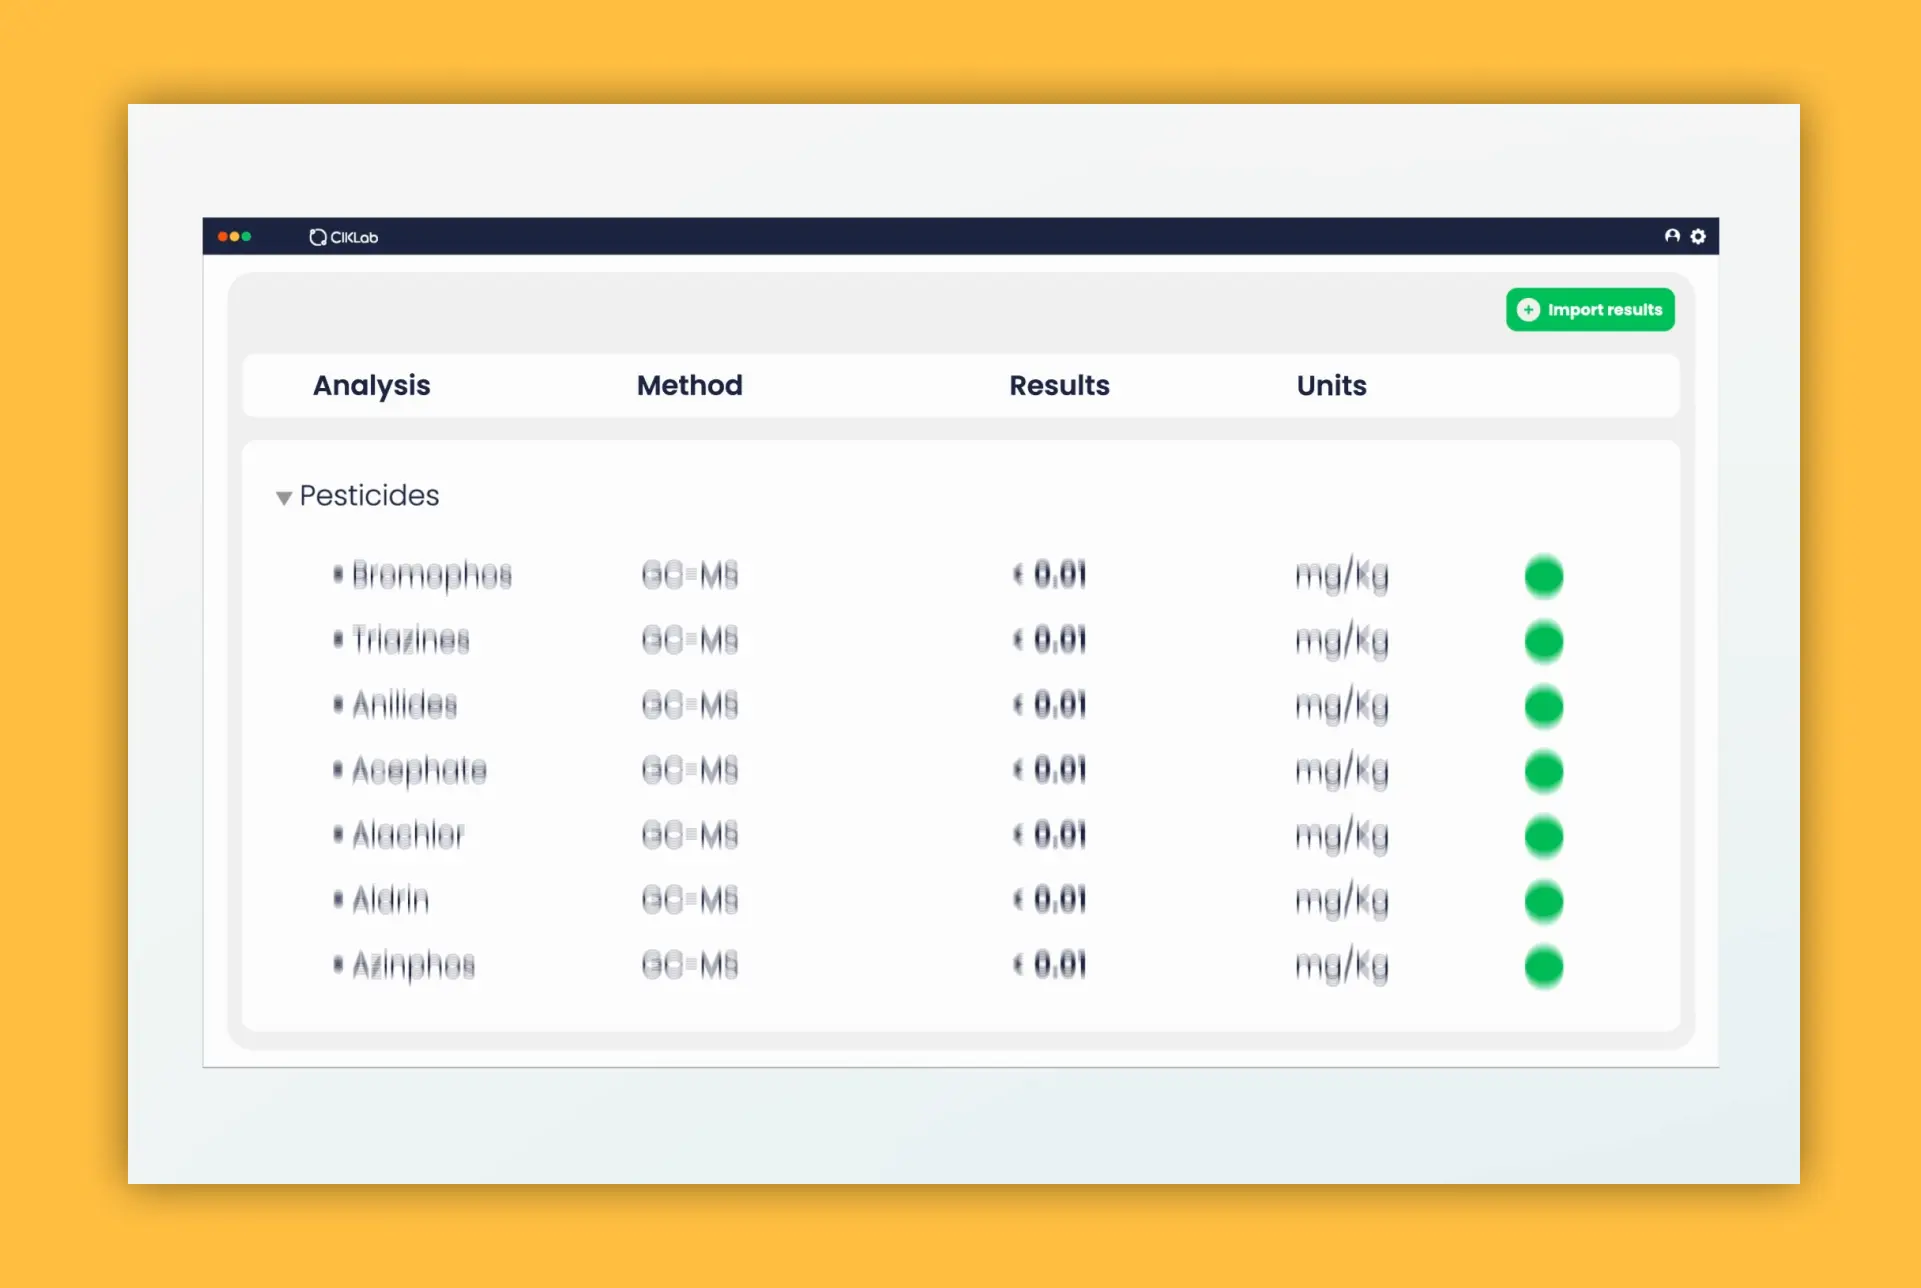 CIKLab
Import results
Analysis Method Results Units
Pesticides
• Bromophos GC-MS < 0.01 mg/Kg
• Triazines GC-MS < 0.01 mg/Kg
• Anilides GC-MS < 0.01 mg/Kg
• Acephate GC-MS < 0.01 mg/Kg
• Alachlor GC-MS < 0.01 mg/Kg
• Aldrin GC-MS < 0.01 mg/Kg
• Azinphos GC-MS < 0.01 mg/Kg